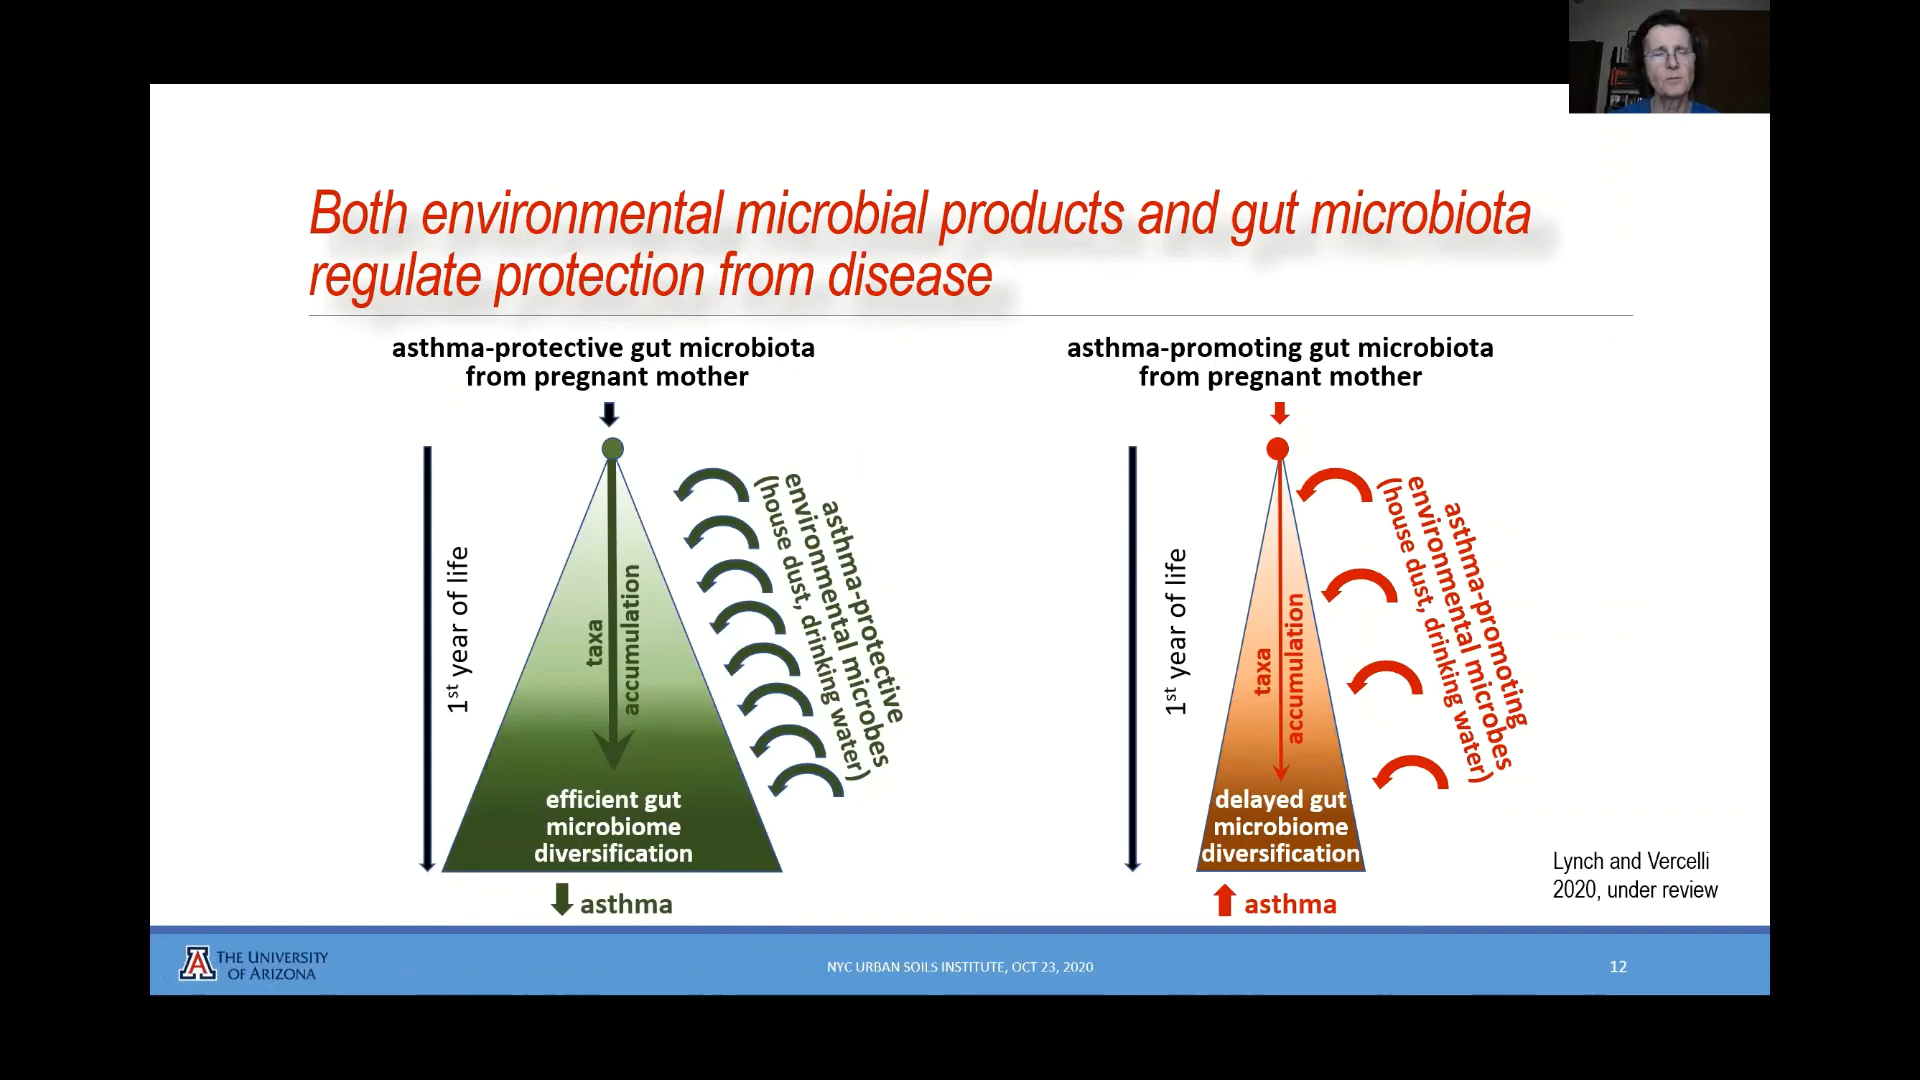 Both environmental microbial products and gut microbiota
regulate protection from disease
asthma-protective gut microbiota
from pregnant mother
1st year of life
taxa
accumulation
asthma-protective
environmental microbes
(house dust, drinking water)
efficient gut
microbiome
diversification
asthma
asthma-promoting gut microbiota
from pregnant mother
1st year of life
taxa
accumulation
asthma-promoting
environmental microbes
(house dust, drinking water)
delayed gut
microbiome
diversification
asthma
Lynch and Vercelli
2020, under review
A
THE UNIVERSITY
OF ARIZONA
NYC URBAN SOILS INSTITUTE, OCT 23, 2020
12